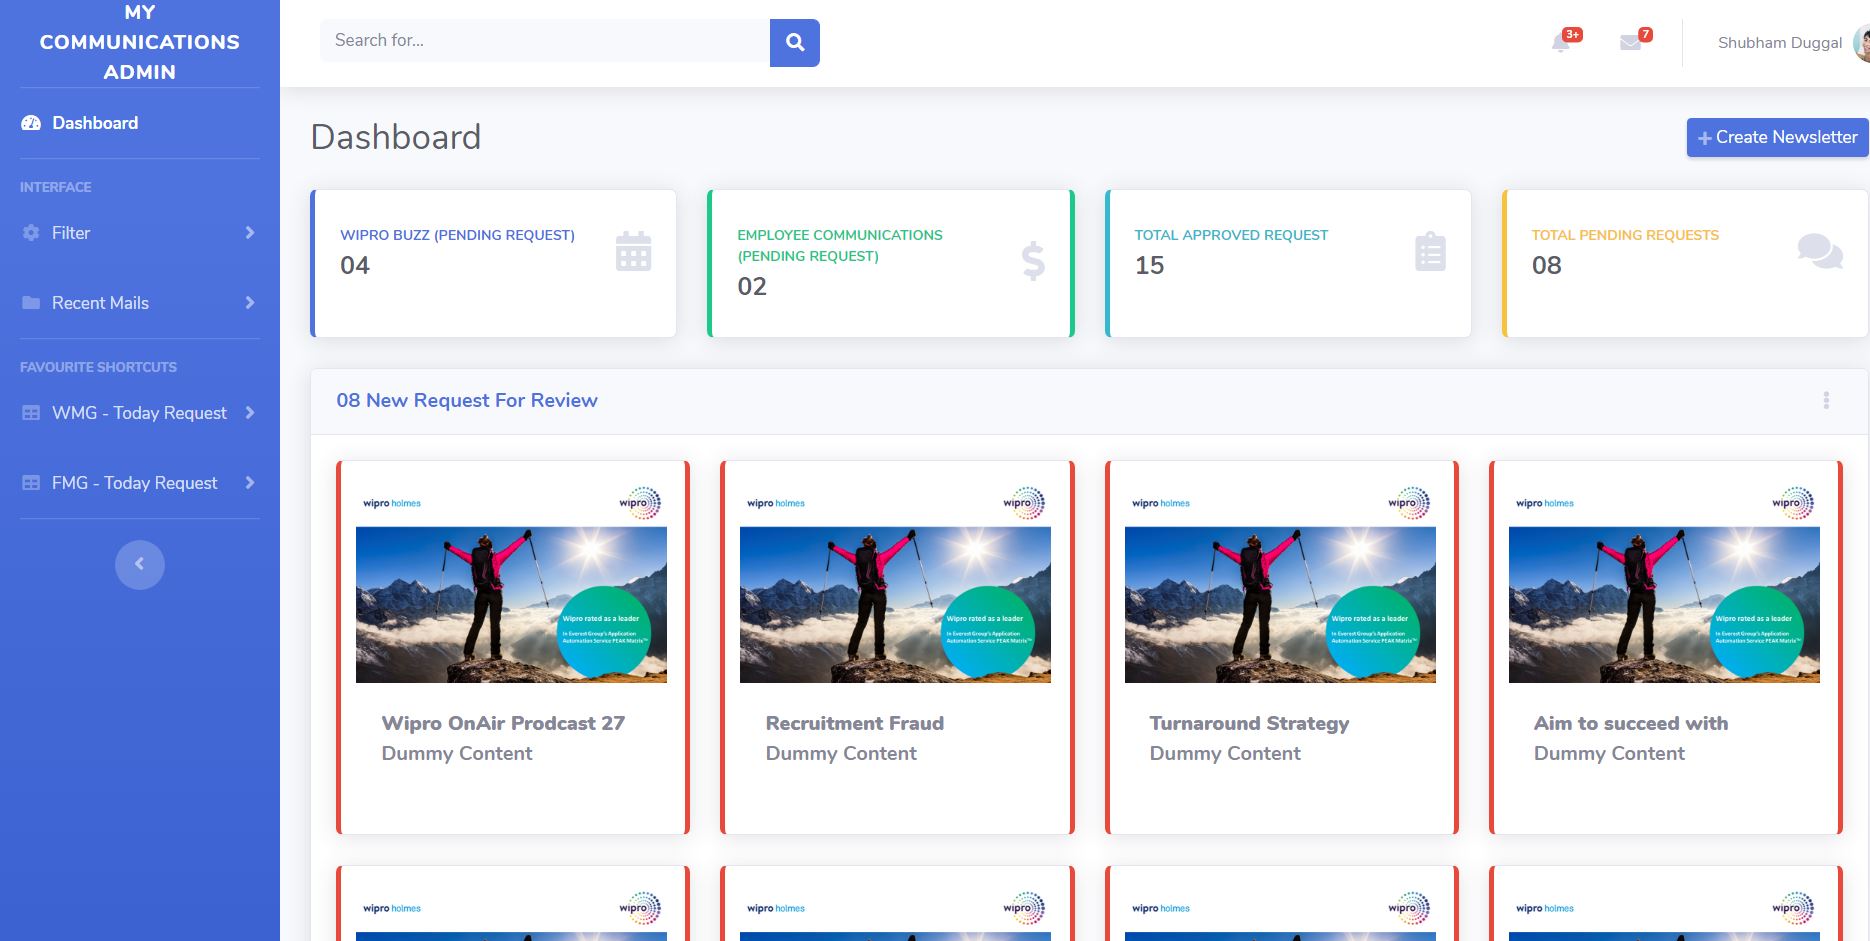 MY
COMMUNICATIONS
ADMIN
Search for...
3+
7
Shubham Duggal
Dashboard
Dashboard
+ Create Newsletter
INTERFACE
Filter
Recent Mails
FAVOURITE SHORTCUTS
WMG - Today Request
FMG - Today Request
WIPRO BUZZ (PENDING REQUEST)
04
EMPLOYEE COMMUNICATIONS
(PENDING REQUEST)
02
TOTAL APPROVED REQUEST
15
TOTAL PENDING REQUESTS
08
08 New Request For Review
wipro holmes
wipro
Wipro rated as a leader
In Everest Group's Application
Automation Service PEAK Matrix™
Wipro OnAir Prodcast 27
Dummy Content
wipro holmes
wipro
Wipro rated as a leader
In Everest Group's Application
Automation Service PEAK Matrix™
Recruitment Fraud
Dummy Content
wipro holmes
wipro
Wipro rated as a leader
In Everest Group's Application
Automation Service PEAK Matrix™
Turnaround Strategy
Dummy Content
wipro holmes
wipro
Wipro rated as a leader
In Everest Group's Application
Automation Service PEAK Matrix™
Aim to succeed with
Dummy Content
wipro holmes
wipro
wipro holmes
wipro
wipro holmes
wipro
wipro holmes
wipro